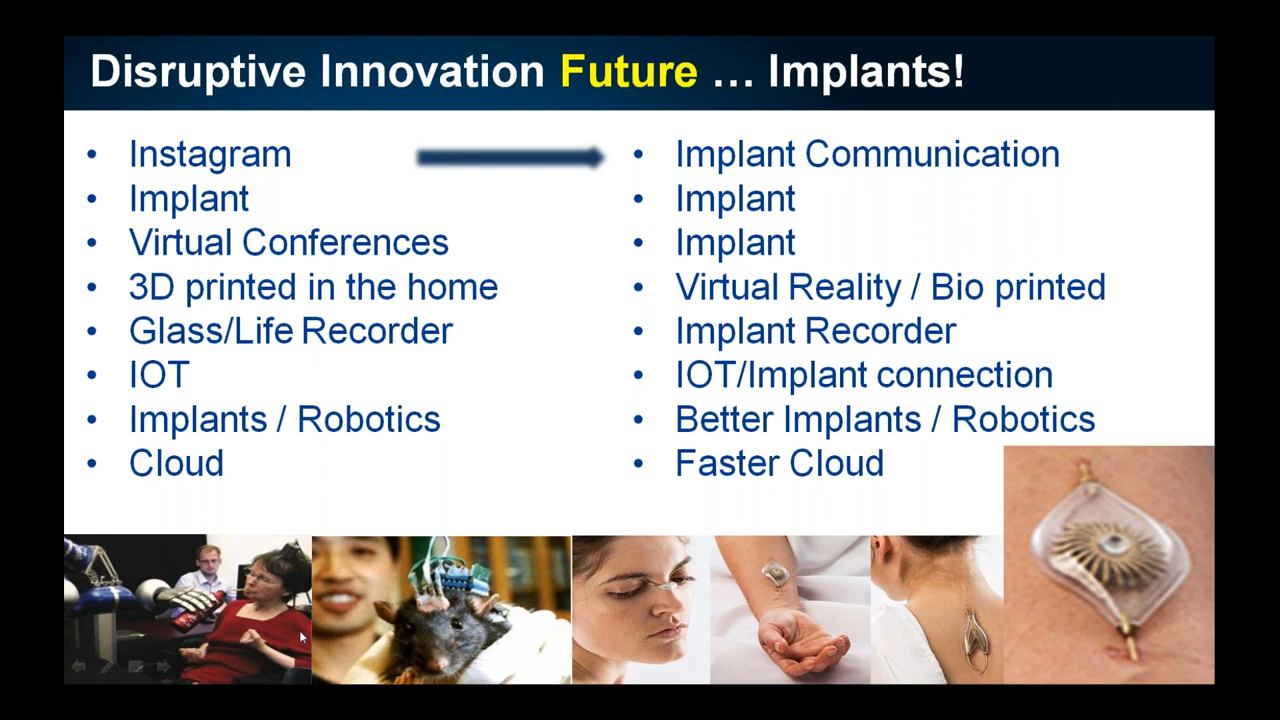 Disruptive Innovation Future ... Implants!
• Instagram
• Implant
• Virtual Conferences
• 3D printed in the home
• Glass/Life Recorder
• IOT
• Implants / Robotics
• Cloud
• Implant Communication
• Implant
• Implant
• Virtual Reality / Bio printed
• Implant Recorder
• IOT/Implant connection
• Better Implants / Robotics
• Faster Cloud